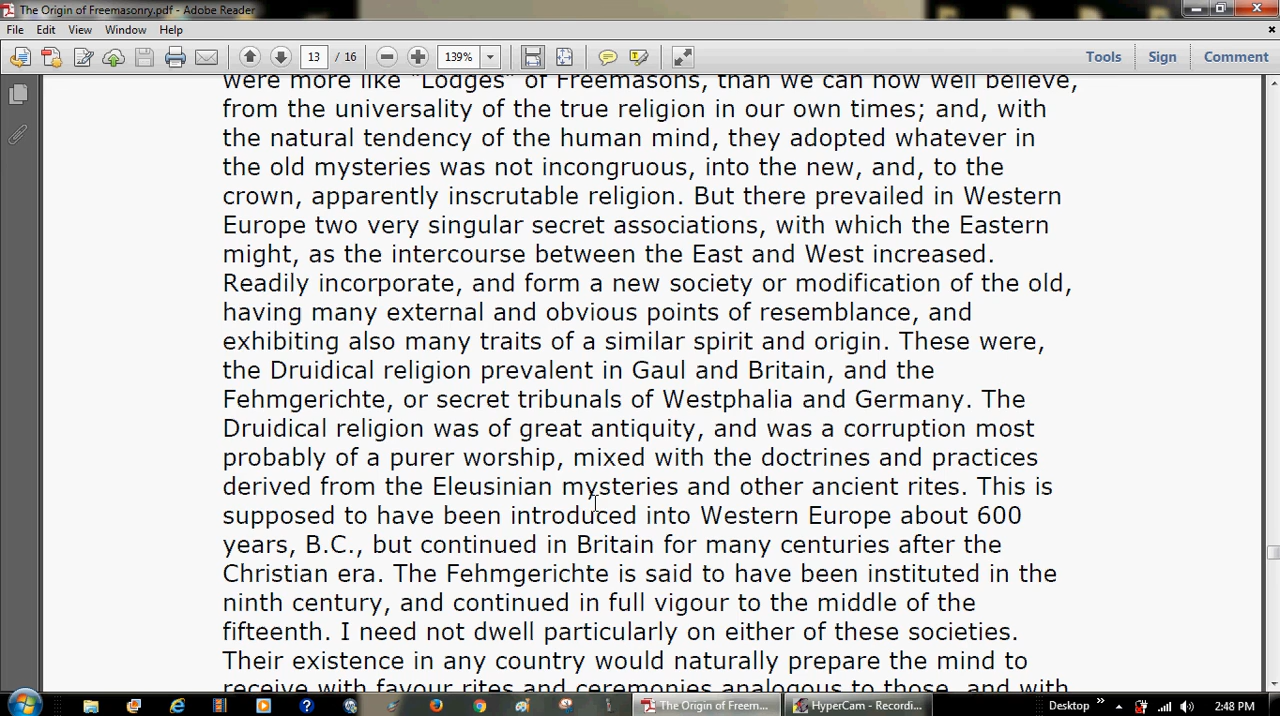 The Origin of Freemasonry.pdf - Adobe Reader
File Edit View Window Help
13 / 16 139% Tools Sign Comment
were more like "Lodges" of Freemasons, than we can now well believe,
from the universality of the true religion in our own times; and, with
the natural tendency of the human mind, they adopted whatever in
the old mysteries was not incongruous, into the new, and, to the
crown, apparently inscrutable religion. But there prevailed in Western
Europe two very singular secret associations, with which the Eastern
might, as the intercourse between the East and West increased.
Readily incorporate, and form a new society or modification of the old,
having many external and obvious points of resemblance, and
exhibiting also many traits of a similar spirit and origin. These were,
the Druidical religion prevalent in Gaul and Britain, and the
Fehmgerichte, or secret tribunals of Westphalia and Germany. The
Druidical religion was of great antiquity, and was a corruption most
probably of a purer worship, mixed with the doctrines and practices
derived from the Eleusinian mysteries and other ancient rites. This is
supposed to have been introduced into Western Europe about 600
years, B.C., but continued in Britain for many centuries after the
Christian era. The Fehmgerichte is said to have been instituted in the
ninth century, and continued in full vigour to the middle of the
fifteenth. I need not dwell particularly on either of these societies.
Their existence in any country would naturally prepare the mind to
receive with favour rites and ceremonies analogous to those, and with
The Origin of Freem... HyperCam - Recordi... Desktop » 2:48 PM